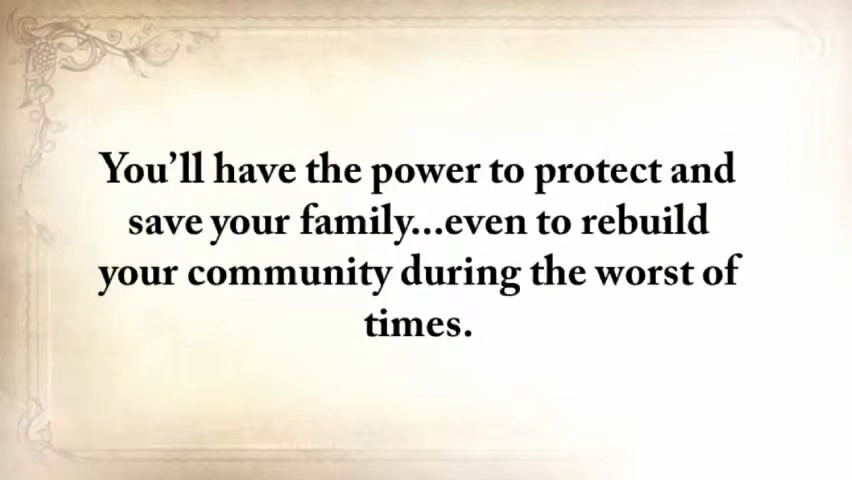 You’ll have the power to protect and
save your family...even to rebuild
your community during the worst of
times.